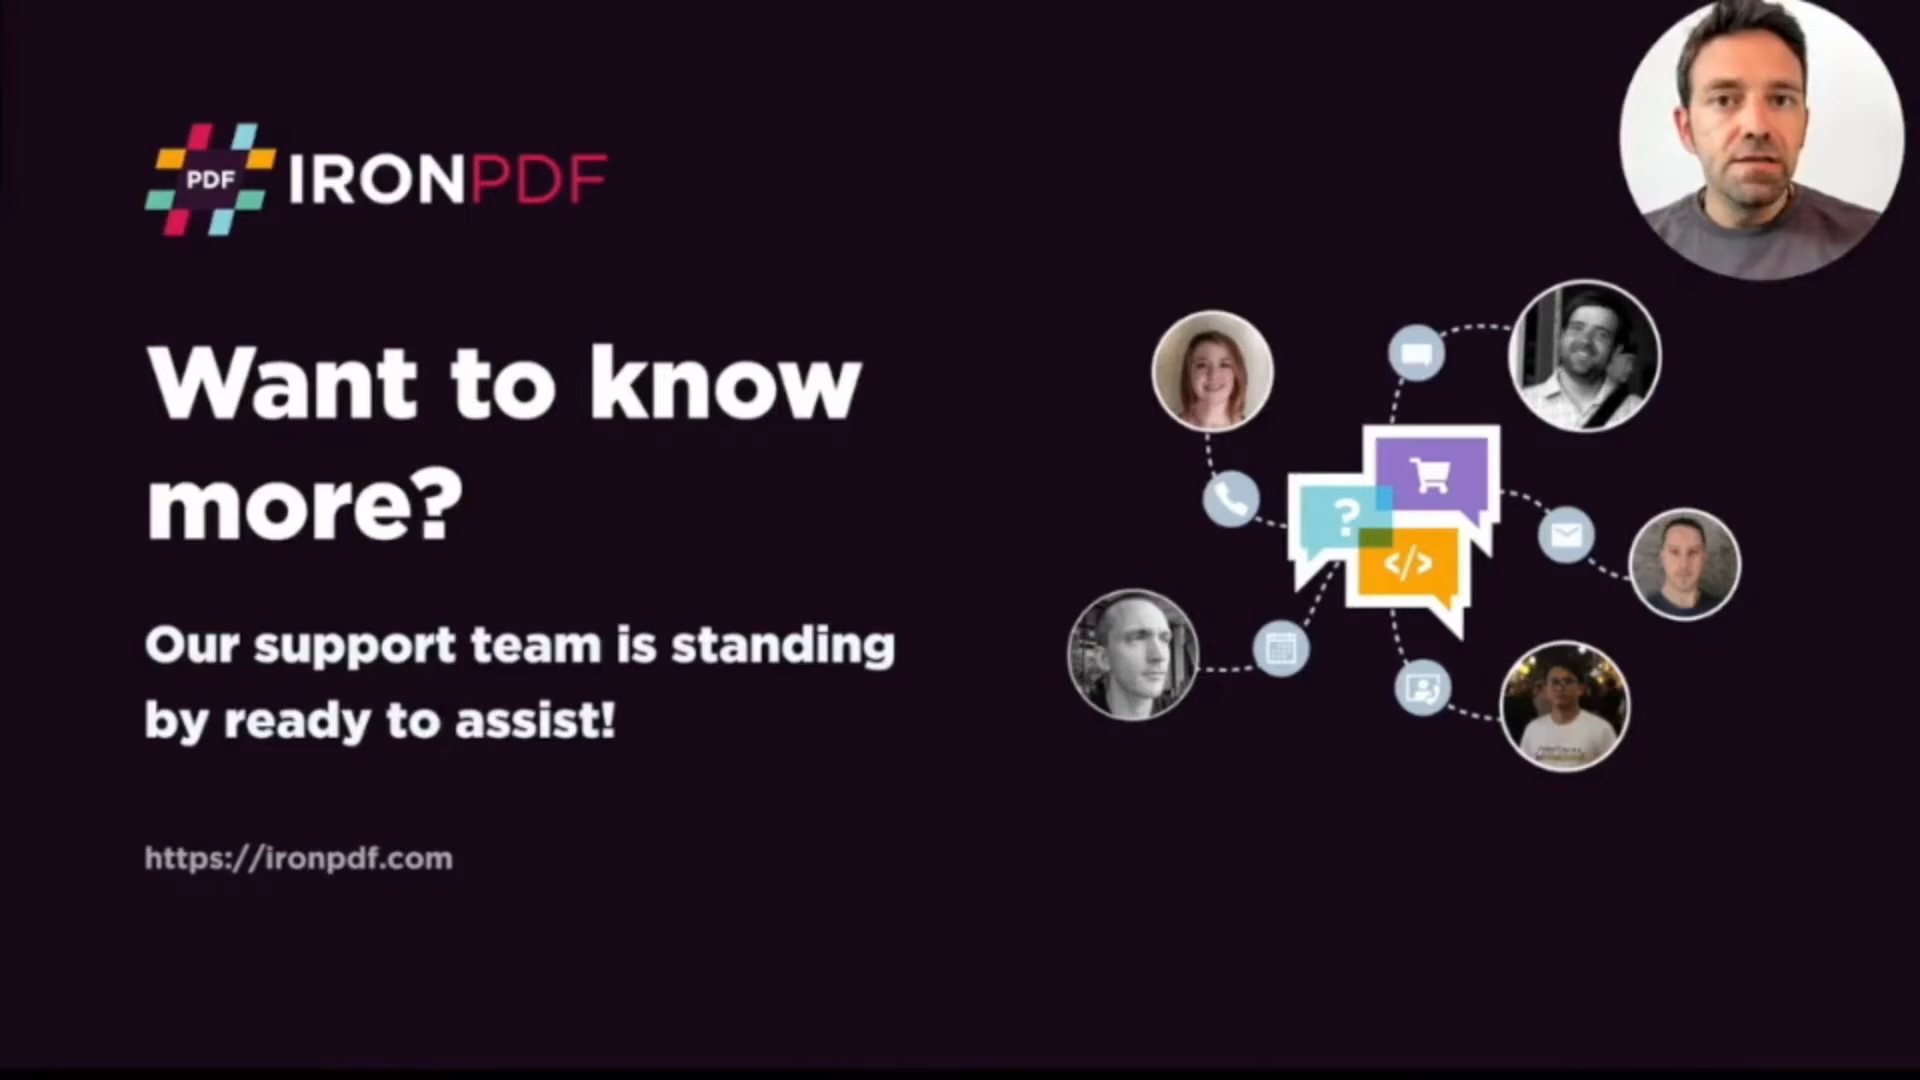 PDF IRONPDF
Want to know
more?
Our support team is standing
by ready to assist!
https://ironpdf.com
?
</>